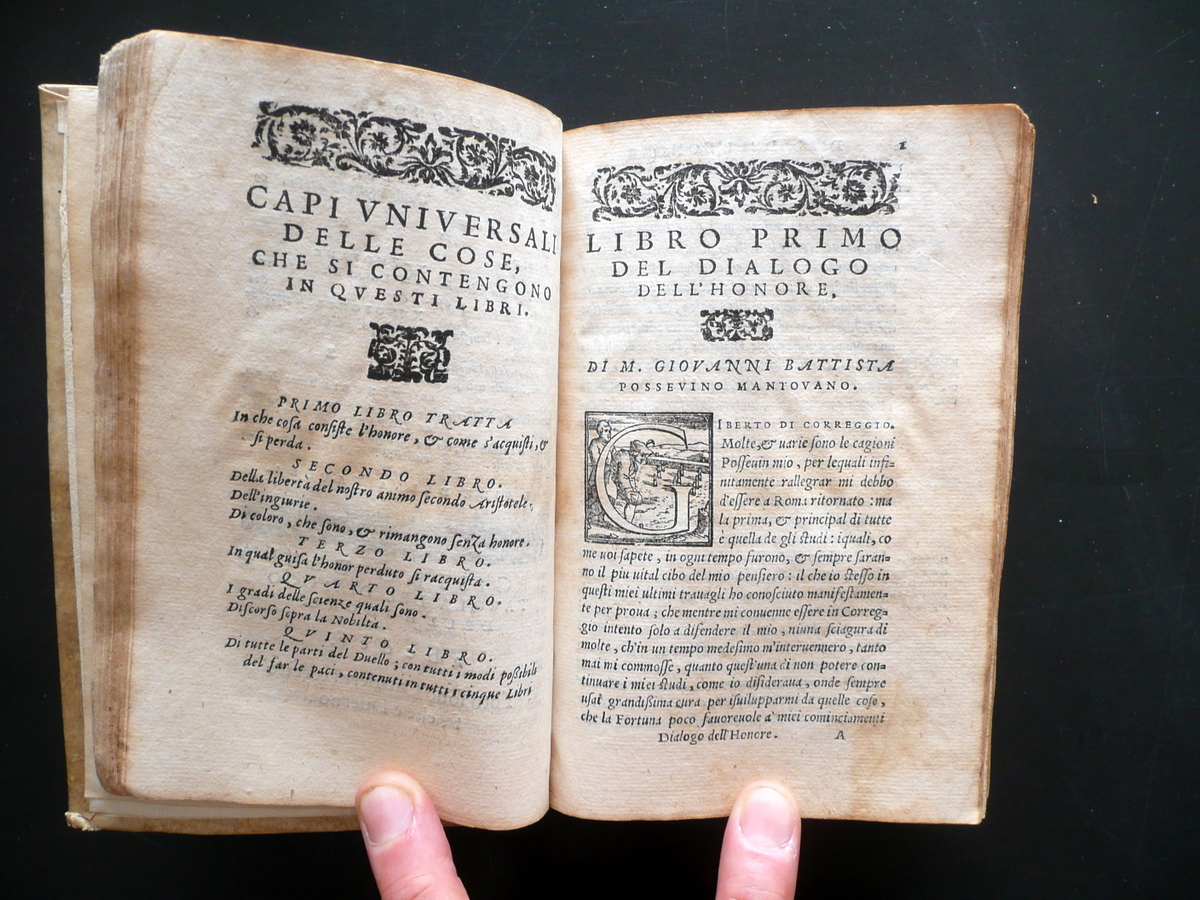 CAPI VNIVERSALI
DELLE COSE,
CHE SI CONTENGONO
IN QVESTI LIBRI.
PRIMO LIBRO TRATTA
In che cosa consiste l'honore, & come s'acquisti, &
si perda.
SECONDO LIBRO.
Della libertà del nostro animo secondo Aristotele.
Dell'ingiurie.
Di coloro, che sono, & rimangono senza honore.
TERZO LIBRO.
In qual guisa l'honor perduto si racquista.
QVARTO LIBRO.
I gradi delle scienze quali sono.
Discorso sopra la Nobiltà.
QVINTO LIBRO.
Di tutte le parti del Duello; con tutti i modi possibili
del far le paci, contenuti in tutti i cinque Libri
1
LIBRO PRIMO
DEL DIALOGO
DELL'HONORE,
DI M. GIOVANNI BATTISTA
POSSEVINO MANTOVANO.
GIBERTO DI CORREGGIO.
Molte, & uarie sono le cagioni
Posseuin mio, per lequali infi=
nitamente rallegrar mi debbo
d'essere a Roma ritornato : ma
la prima, & principal di tutte
è quella de gli studi : iquali, co
me uoi sapete, in ogni tempo furono, & sempre saran=
no il piu uital cibo del mio pensiero : il che io stesso in
questi miei ultimi trauagli ho conosciuto manifestamen=
te per proua ; che mentre mi conuenne essere in Correg=
gio intento solo a difendere il mio, niuna sciagura di
molte, ch'in un tempo medesimo m'interuennero, tanto
mai mi commosse, quanto quest'una di non potere con=
tinuare i miei studi, come io disideraua, onde sempre
usai grandissima cura per isuilupparmi da quelle cose,
che la Fortuna poco fauoreuole a' miei cominciamenti
Dialogo dell'Honore. A